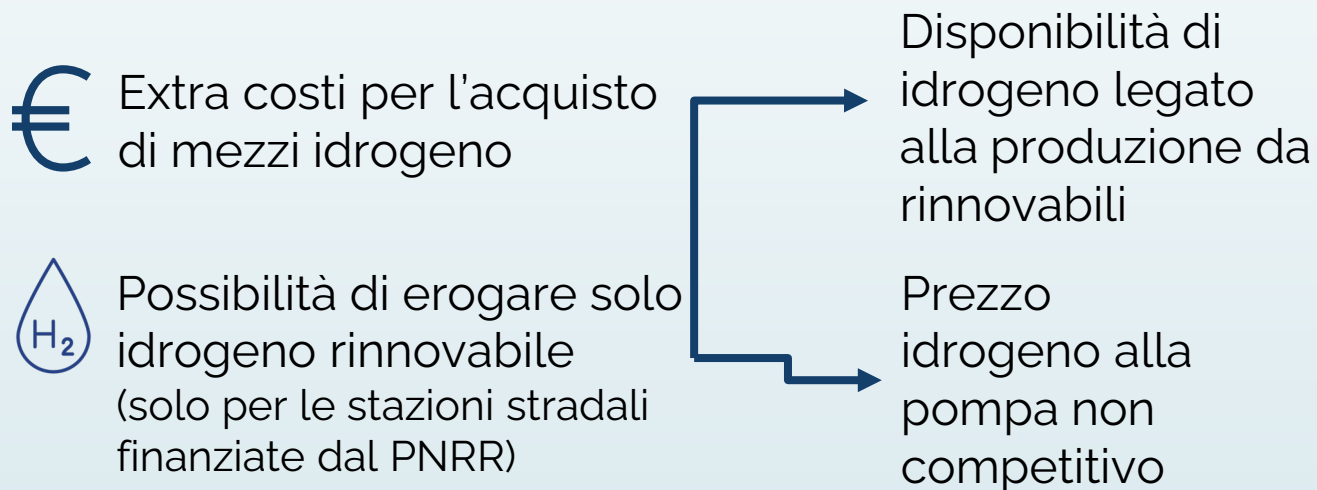 €
Extra costi per l'acquisto
di mezzi idrogeno
H₂
Possibilità di erogare solo
idrogeno rinnovabile
(solo per le stazioni stradali
finanziate dal PNRR)
Disponibilità di
idrogeno legato
alla produzione da
rinnovabili
Prezzo
idrogeno alla
pompa non
competitivo